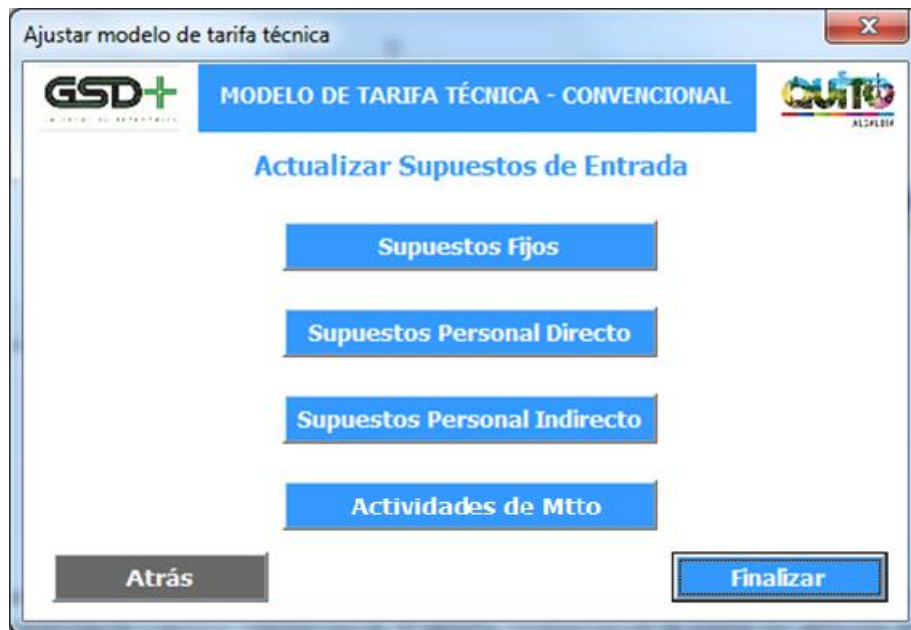 Ajustar modelo de tarifa técnica
GSD+
MODELO DE TARIFA TÉCNICA - CONVENCIONAL
QUITO
ALCALDÍA
Actualizar Supuestos de Entrada
Supuestos Fijos
Supuestos Personal Directo
Supuestos Personal Indirecto
Actividades de Mtto
Atrás
Finalizar